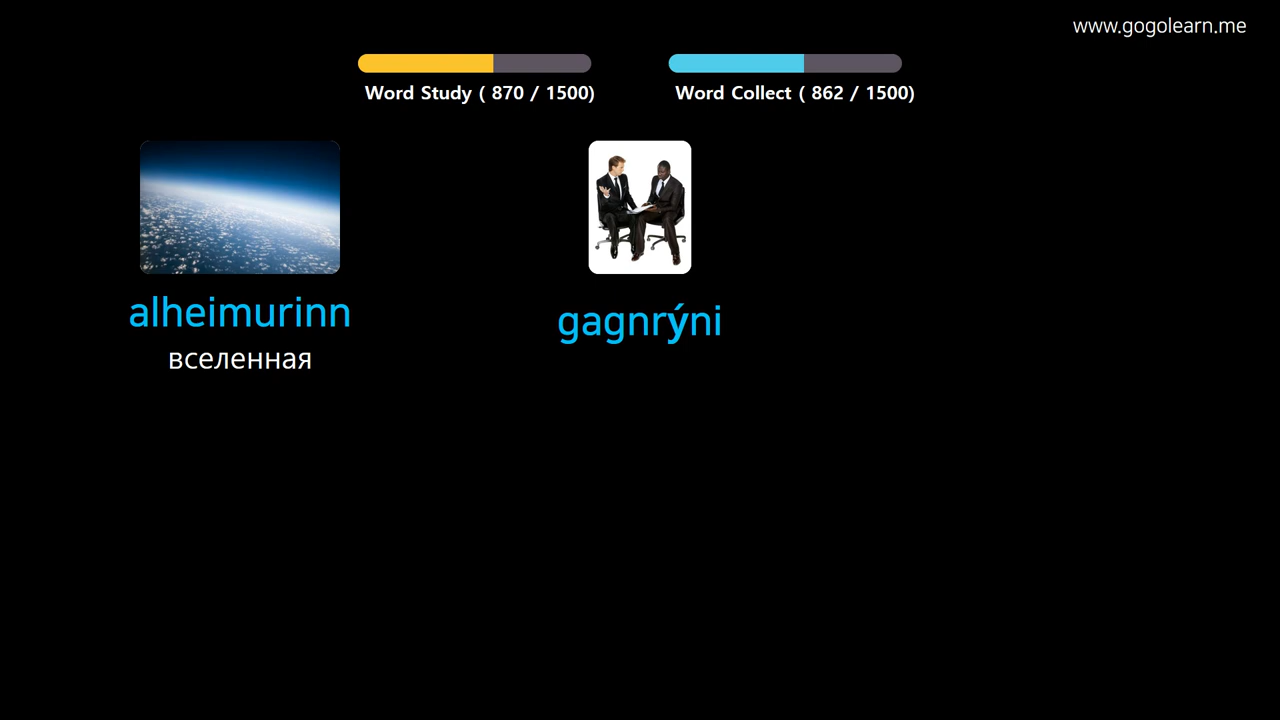 www.gogolearn.me
Word Study ( 870 / 1500)
Word Collect ( 862 / 1500)
alheimurinn
вселенная
gagnrýni